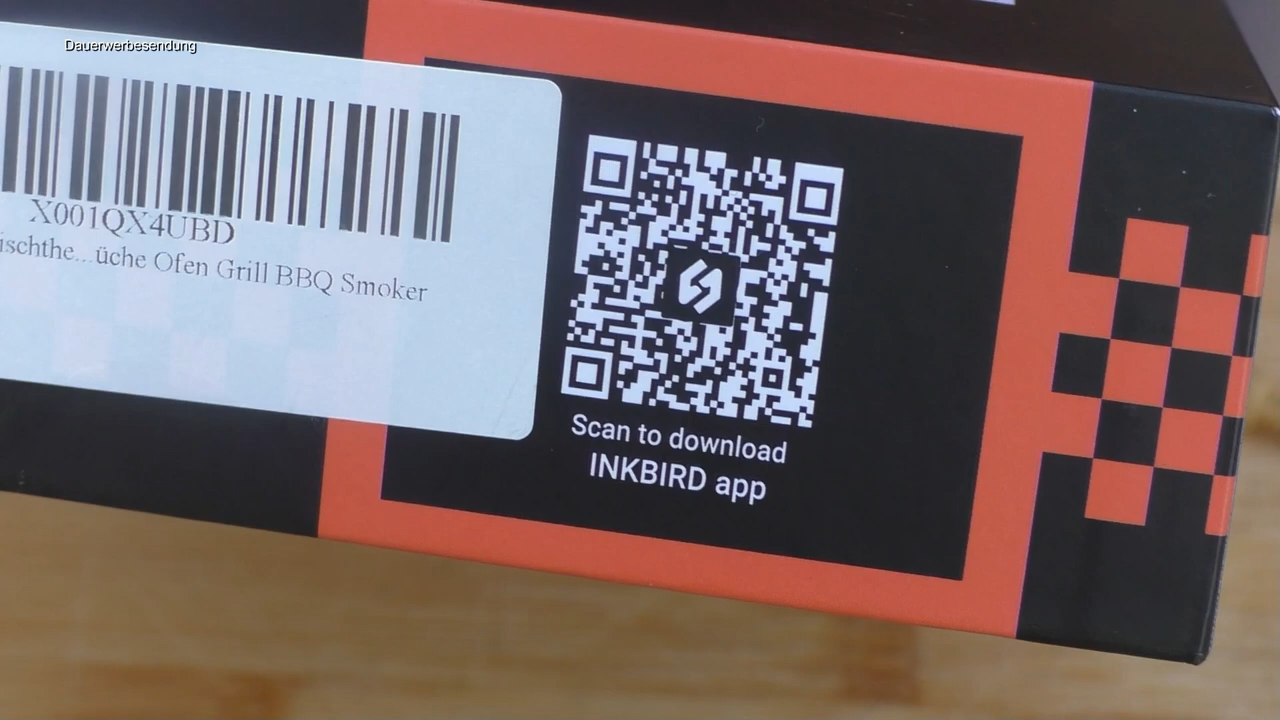 Dauerwerbesendung
X001QX4UBD
ischthe...üche Ofen Grill BBQ Smoker
Scan to download
INKBIRD app